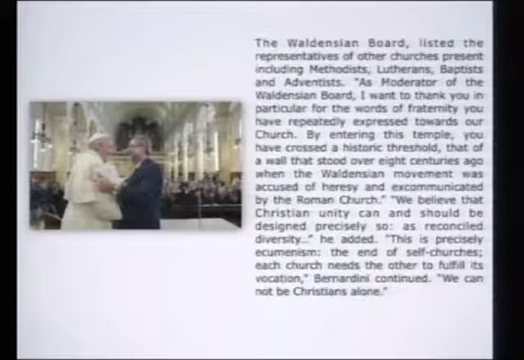 The Waldensian Board, listed the
representatives of other churches present
including Methodists, Lutherans, Baptists
and Adventists. "As Moderator of the
Waldensian Board, I want to thank you in
particular for the words of fraternity you
have repeatedly expressed towards our
Church. By entering this temple, you
have crossed a historic threshold, that of
a wall that stood over eight centuries ago
when the Waldensian movement was
accused of heresy and excommunicated
by the Roman Church." "We believe that
Christian unity can and should be
designed precisely so: as reconciled
diversity..." he added. "This is precisely
ecumenism: the end of self-churches;
each church needs the other to fulfill its
vocation," Bernardini continued. "We can
not be Christians alone."